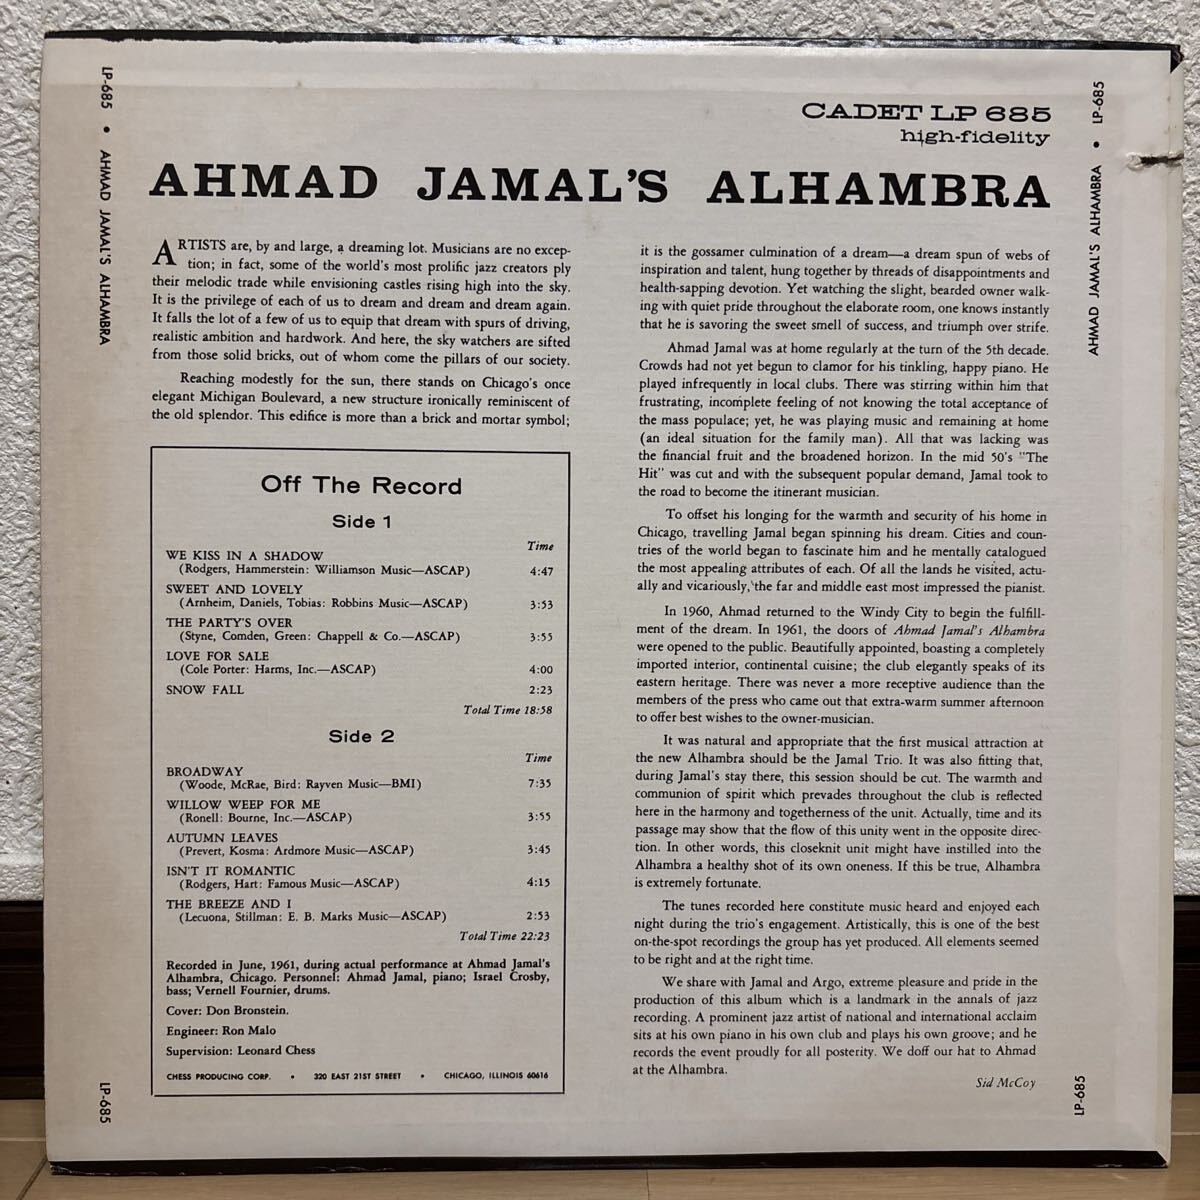 CADET LP 685
high-fidelity
AHMAD JAMAL'S ALHAMBRA
LP-685 • AHMAD JAMAL'S ALHAMBRA
LP-685
ARTISTS are, by and large, a dreaming lot. Musicians are no excep-
tion; in fact, some of the world's most prolific jazz creators ply
their melodic trade while envisioning castles rising high into the sky.
It is the privilege of each of us to dream and dream and dream again.
It falls the lot of a few of us to equip that dream with spurs of driving,
realistic ambition and hardwork. And here, the sky watchers are sifted
from those solid bricks, out of whom come the pillars of our society.
Reaching modestly for the sun, there stands on Chicago's once
elegant Michigan Boulevard, a new structure ironically reminiscent of
the old splendor. This edifice is more than a brick and mortar symbol;
Off The Record
Side 1
Time
WE KISS IN A SHADOW
(Rodgers, Hammerstein: Williamson Music—ASCAP) 4:47
SWEET AND LOVELY
(Arnheim, Daniels, Tobias: Robbins Music—ASCAP) 3:53
THE PARTY'S OVER
(Styne, Comden, Green: Chappell & Co.—ASCAP) 3:55
LOVE FOR SALE
(Cole Porter: Harms, Inc.—ASCAP) 4:00
SNOW FALL 2:23
Total Time 18:58
Side 2
Time
BROADWAY
(Woode, McRae, Bird: Rayven Music—BMI) 7:35
WILLOW WEEP FOR ME
(Ronell: Bourne, Inc.—ASCAP) 3:55
AUTUMN LEAVES
(Prevert, Kosma: Ardmore Music—ASCAP) 3:45
ISN'T IT ROMANTIC
(Rodgers, Hart: Famous Music—ASCAP) 4:15
THE BREEZE AND I
(Lecuona, Stillman: E. B. Marks Music—ASCAP) 2:53
Total Time 22:23
Recorded in June, 1961, during actual performance at Ahmad Jamal's
Alhambra, Chicago. Personnel: Ahmad Jamal, piano; Israel Crosby,
bass; Vernell Fournier, drums.
Cover: Don Bronstein.
Engineer: Ron Malo
Supervision: Leonard Chess
CHESS PRODUCING CORP. • 320 EAST 21ST STREET • CHICAGO, ILLINOIS 60616
it is the gossamer culmination of a dream—a dream spun of webs of
inspiration and talent, hung together by threads of disappointments and
health-sapping devotion. Yet watching the slight, bearded owner walk-
ing with quiet pride throughout the elaborate room, one knows instantly
that he is savoring the sweet smell of success, and triumph over strife.
Ahmad Jamal was at home regularly at the turn of the 5th decade.
Crowds had not yet begun to clamor for his tinkling, happy piano. He
played infrequently in local clubs. There was stirring within him that
frustrating, incomplete feeling of not knowing the total acceptance of
the mass populace; yet, he was playing music and remaining at home
(an ideal situation for the family man). All that was lacking was
the financial fruit and the broadened horizon. In the mid 50's "The
Hit" was cut and with the subsequent popular demand, Jamal took to
the road to become the itinerant musician.
To offset his longing for the warmth and security of his home in
Chicago, travelling Jamal began spinning his dream. Cities and coun-
tries of the world began to fascinate him and he mentally catalogued
the most appealing attributes of each. Of all the lands he visited, actu-
ally and vicariously, the far and middle east most impressed the pianist.
In 1960, Ahmad returned to the Windy City to begin the fulfill-
ment of the dream. In 1961, the doors of Ahmad Jamal's Alhambra
were opened to the public. Beautifully appointed, boasting a completely
imported interior, continental cuisine; the club elegantly speaks of its
eastern heritage. There was never a more receptive audience than the
members of the press who came out that extra-warm summer afternoon
to offer best wishes to the owner-musician.
It was natural and appropriate that the first musical attraction at
the new Alhambra should be the Jamal Trio. It was also fitting that,
during Jamal's stay there, this session should be cut. The warmth and
communion of spirit which prevades throughout the club is reflected
here in the harmony and togetherness of the unit. Actually, time and its
passage may show that the flow of this unity went in the opposite direc-
tion. In other words, this closeknit unit might have instilled into the
Alhambra a healthy shot of its own oneness. If this be true, Alhambra
is extremely fortunate.
The tunes recorded here constitute music heard and enjoyed each
night during the trio's engagement. Artistically, this is one of the best
on-the-spot recordings the group has yet produced. All elements seemed
to be right and at the right time.
We share with Jamal and Argo, extreme pleasure and pride in the
production of this album which is a landmark in the annals of jazz
recording. A prominent jazz artist of national and international acclaim
sits at his own piano in his own club and plays his own groove; and he
records the event proudly for all posterity. We doff our hat to Ahmad
at the Alhambra.
Sid McCoy
AHMAD JAMAL'S ALHAMBRA • LP-685
LP-685